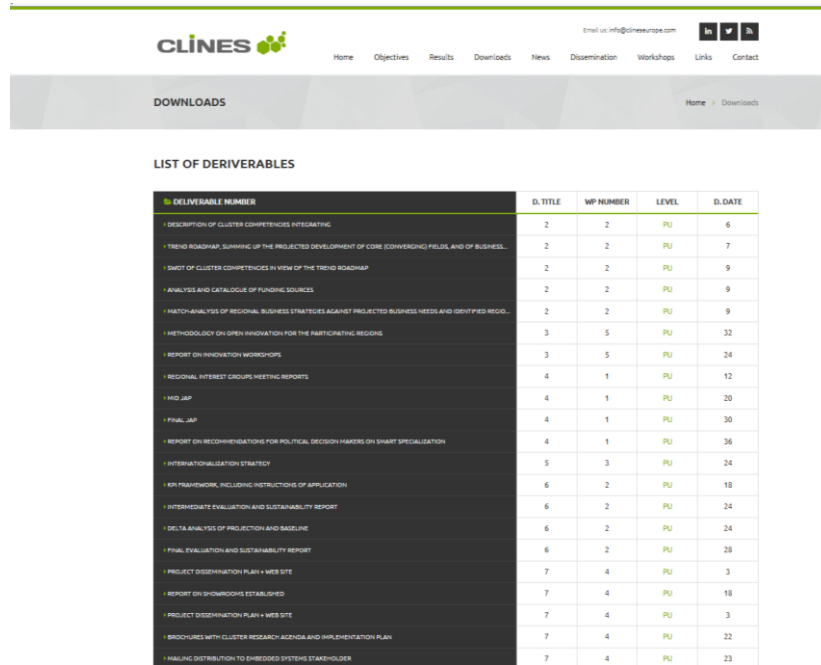 Email us: info@clineseurope.com
CLINES
Home Objectives Results Downloads News Dissemination Workshops Links Contact
DOWNLOADS
Home > Downloads
LIST OF DERIVERABLES
DELIVERABLE NUMBER D. TITLE WP NUMBER LEVEL D. DATE
DESCRIPTION OF CLUSTER COMPETENCIES INTEGRATING 2 2 PU 6
TREND ROADMAP, SUMMING UP THE PROJECTED DEVELOPMENT OF CORE (CONVERGING) FIELDS, AND OF BUSINESS... 2 2 PU 7
SWOT OF CLUSTER COMPETENCIES IN VIEW OF THE TREND ROADMAP 2 2 PU 9
ANALYSIS AND CATALOGUE OF FUNDING SOURCES 2 2 PU 9
MATCH-ANALYSIS OF REGIONAL BUSINESS STRATEGIES AGAINST PROJECTED BUSINESS NEEDS AND IDENTIFIED REGIO... 2 2 PU 9
METHODOLOGY ON OPEN INNOVATION FOR THE PARTICIPATING REGIONS 3 5 PU 32
REPORT ON INNOVATION WORKSHOPS 3 5 PU 24
REGIONAL INTEREST GROUPS MEETING REPORTS 4 1 PU 12
MID JAP 4 1 PU 20
FINAL JAP 4 1 PU 30
REPORT ON RECOMMENDATIONS FOR POLITICAL DECISION MAKERS ON SMART SPECIALIZATION 4 1 PU 36
INTERNATIONALIZATION STRATEGY 5 3 PU 24
KPI FRAMEWORK, INCLUDING INSTRUCTIONS OF APPLICATION 6 2 PU 18
INTERMEDIATE EVALUATION AND SUSTAINABILITY REPORT 6 2 PU 24
DELTA ANALYSIS OF PROJECTION AND BASELINE 6 2 PU 24
FINAL EVALUATION AND SUSTAINABILITY REPORT 6 2 PU 28
PROJECT DISSEMINATION PLAN + WEB SITE 7 4 PU 3
REPORT ON SHOWROOMS ESTABLISHED 7 4 PU 18
PROJECT DISSEMINATION PLAN + WEB SITE 7 4 PU 3
BROCHURES WITH CLUSTER RESEARCH AGENDA AND IMPLEMENTATION PLAN 7 4 PU 22
MAILING DISTRIBUTION TO EMBEDDED SYSTEMS STAKEHOLDER 7 4 PU 23